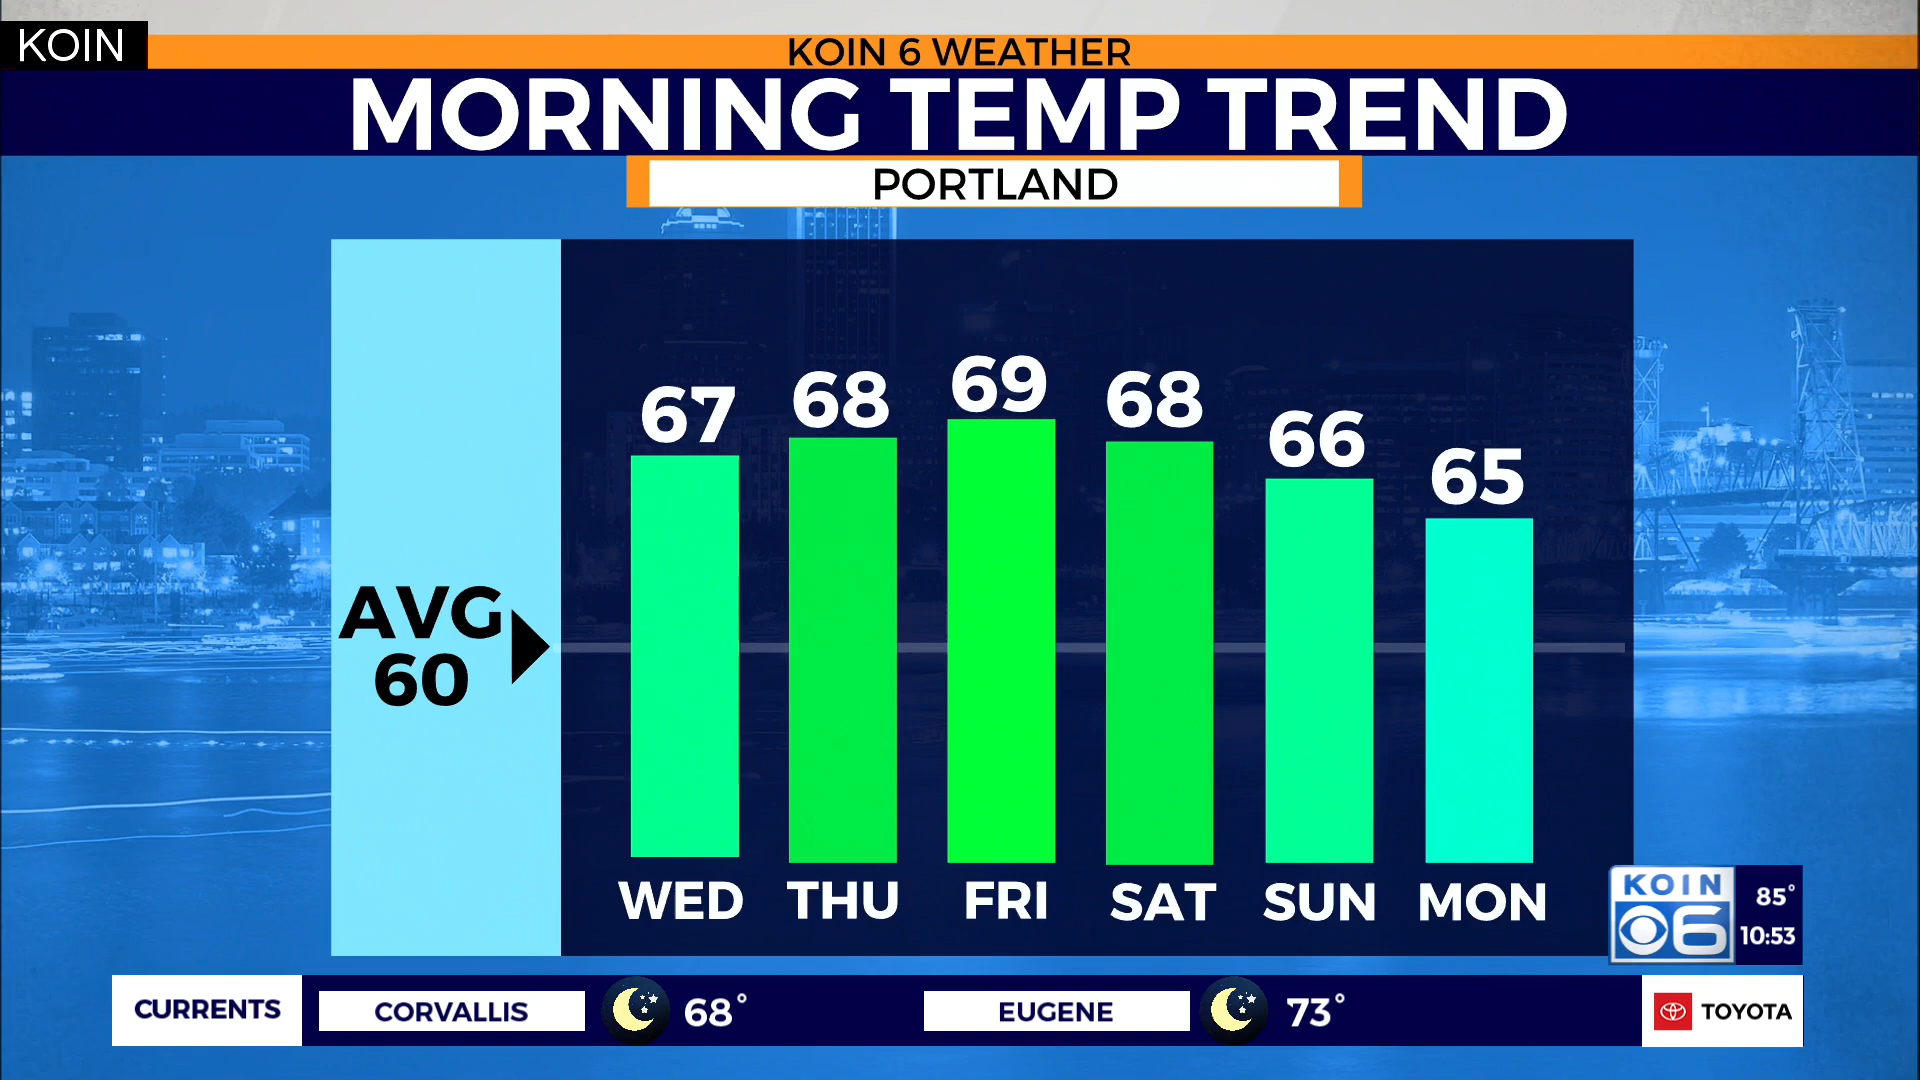 KOIN
KOIN 6 WEATHER
MORNING TEMP TREND
PORTLAND
67 68 69 68 66 65
AVG
60
WED THU FRI SAT SUN MON
KOIN
6
85°
10:53
CURRENTS CORVALLIS 68° EUGENE 73° TOYOTA